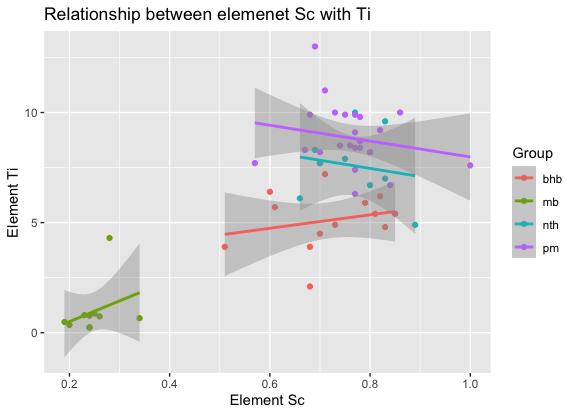 Relationship between elemenet Sc with Ti
Element Ti
10
5
0
0.2
0.4
0.6
0.8
1.0
Element Sc
Group
bhb
mb
nth
pm